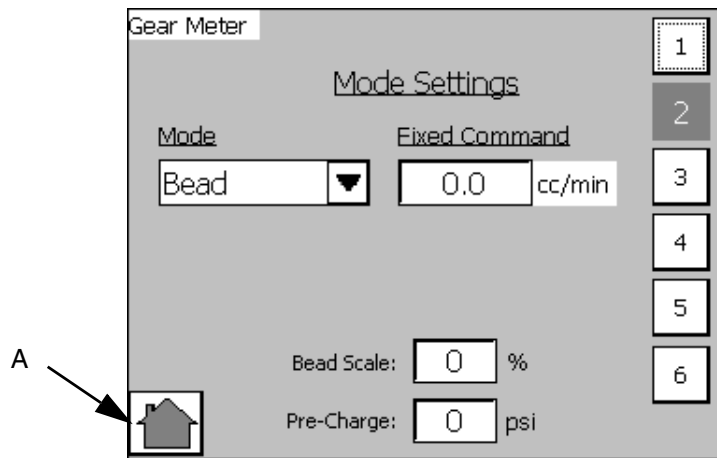 Gear Meter
1
Mode Settings
2
Mode Fixed Command
Bead 0.0 cc/min
3
4
5
A
Bead Scale: 0 %
6
Pre-Charge: 0 psi